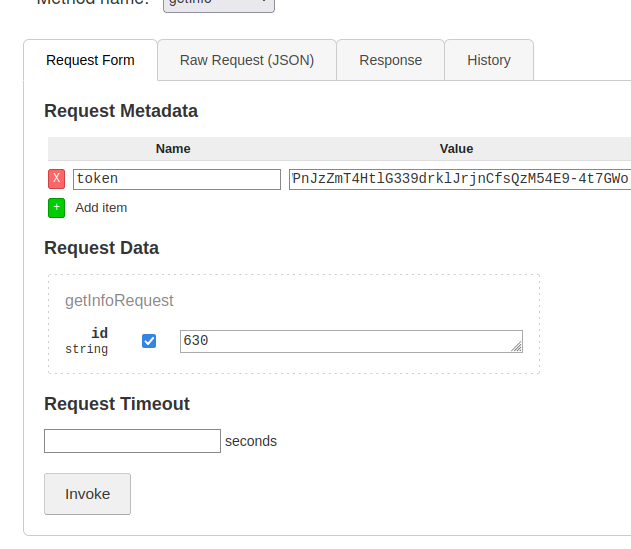 Method name: getInfo
Request Form Raw Request (JSON) Response History
Request Metadata
Name Value
X token PnJzZmT4HtlG339drklJrjnCfsQzM54E9-4t7GWo
+ Add item
Request Data
getInfoRequest
id
string 630
Request Timeout
seconds
Invoke